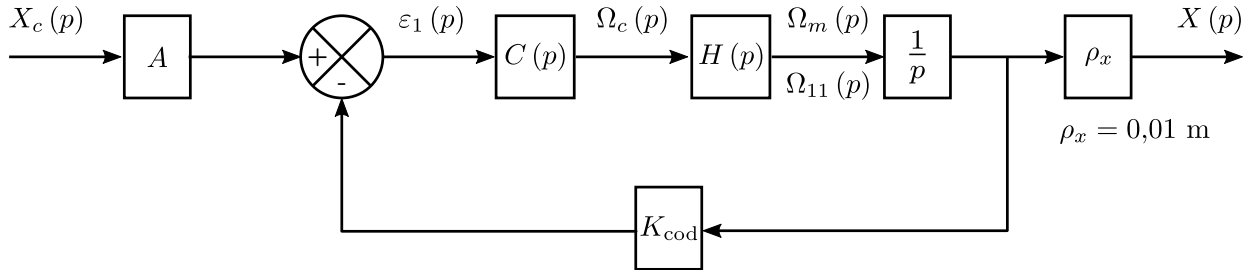 X_c (p)
A
+
-
ε_1 (p)
C (p)
Ω_c (p)
H (p)
Ω_m (p)
Ω_11 (p)
1
p
ρ_x
X (p)
ρ_x = 0,01 m
K_cod